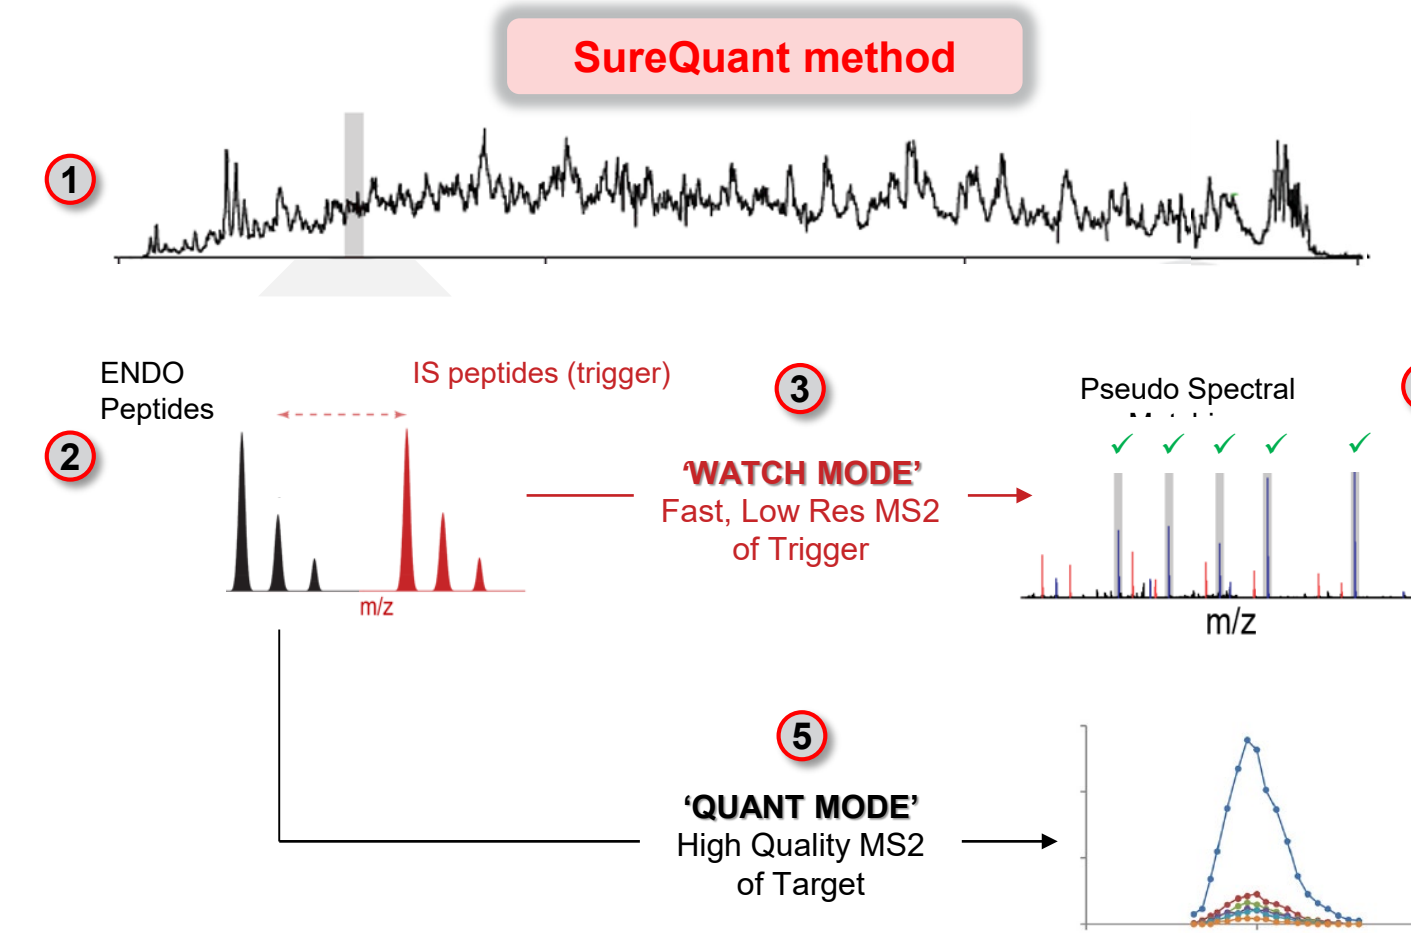 SureQuant method
1
ENDO
Peptides
IS peptides (trigger)
2
m/z
3
'WATCH MODE'
Fast, Low Res MS2
of Trigger
Pseudo Spectral
m/z
5
'QUANT MODE'
High Quality MS2
of Target